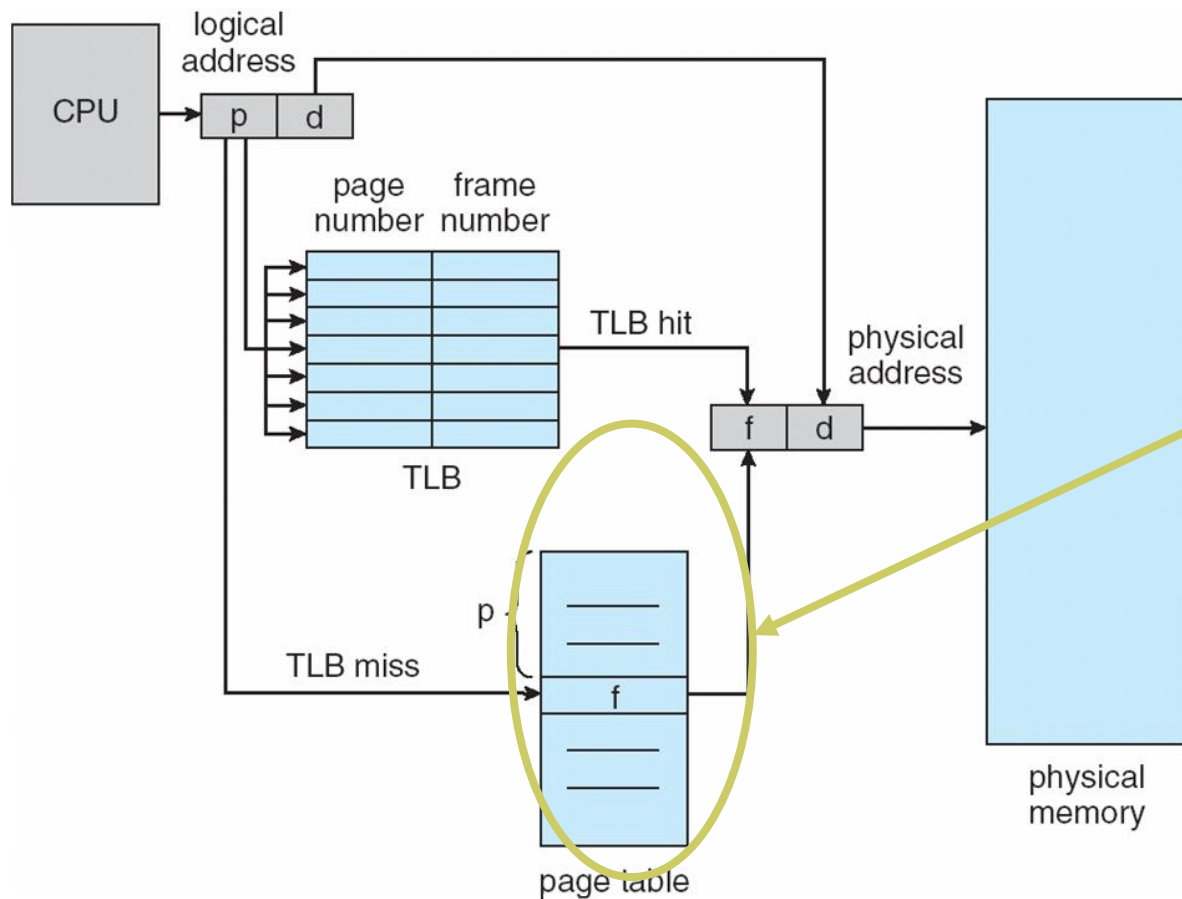 logical
address
CPU
p d
page
number
frame
number
TLB hit
physical
address
f d
TLB
p
TLB miss
f
physical
memory
page table